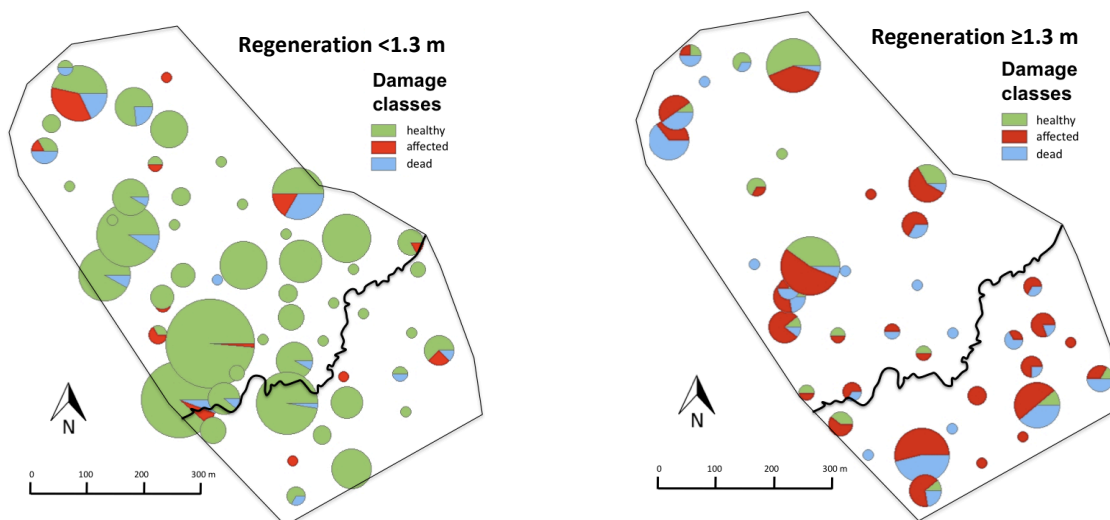 Regeneration <1.3 m
Damage
classes
healthy
affected
dead
N
0 100 200 300 m
Regeneration ≥1.3 m
Damage
classes
healthy
affected
dead
N
0 100 200 300 m